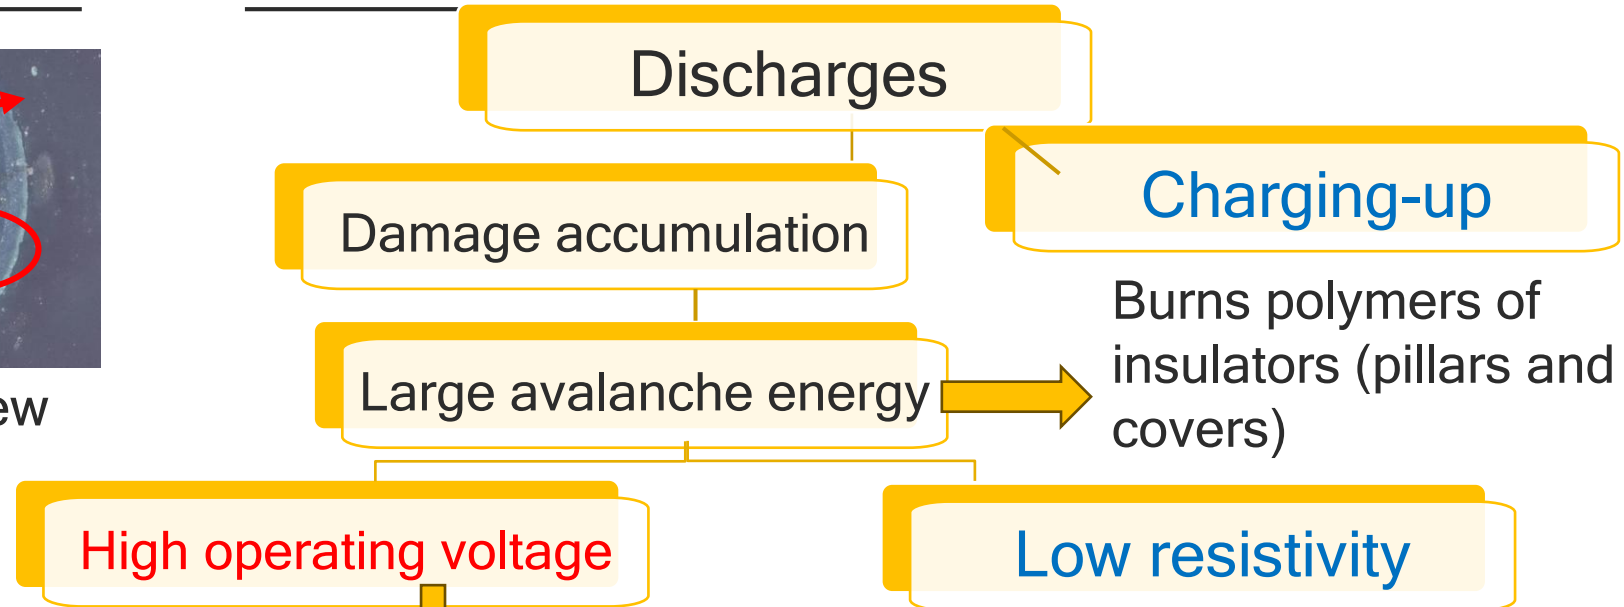 Discharges
Charging-up
Damage accumulation
Burns polymers of
insulators (pillars and
covers)
Large avalanche energy
High operating voltage
Low resistivity